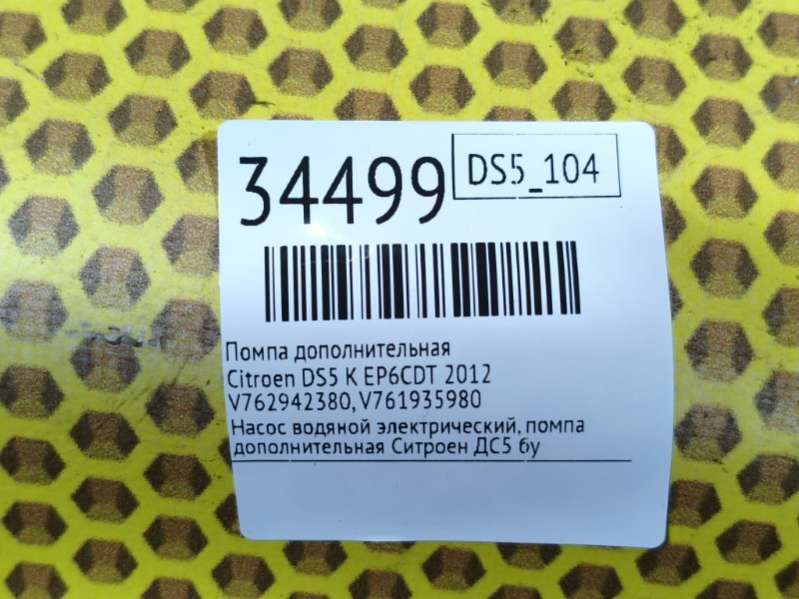 34499
DS5_104
Помпа дополнительная
Citroen DS5 K EP6CDT 2012
V762942380, V761935980
Насос водяной электрический, помпа
дополнительная Ситроен ДС5 бу